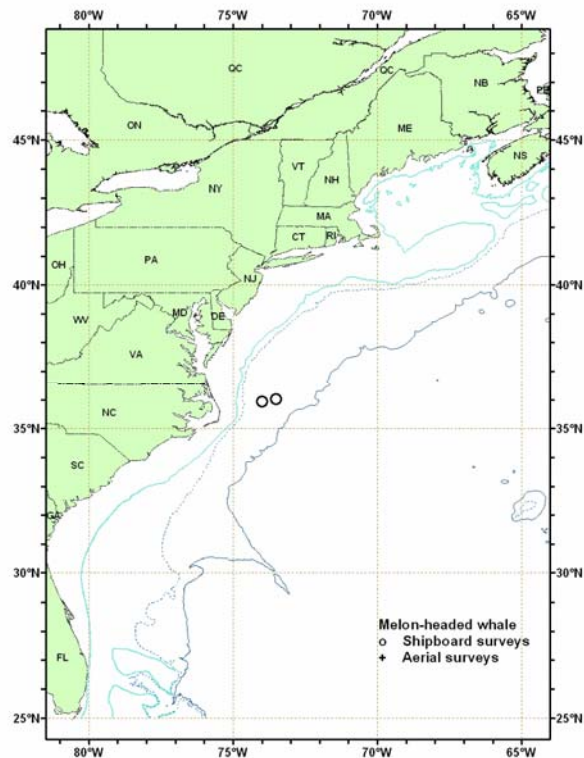 80°W 75°W 70°W 65°W
QC QC NB PE
ON ME
45°N 45°N
NS
VT NH
NY
MA
CT RI
OH PA
40°N NJ 40°N
MD DE
WV
VA
NC
35°N 35°N
SC
GA
30°N 30°N
Melon-headed whale
Shipboard surveys
FL Aerial surveys
25°N 25°N
80°W 75°W 70°W 65°W